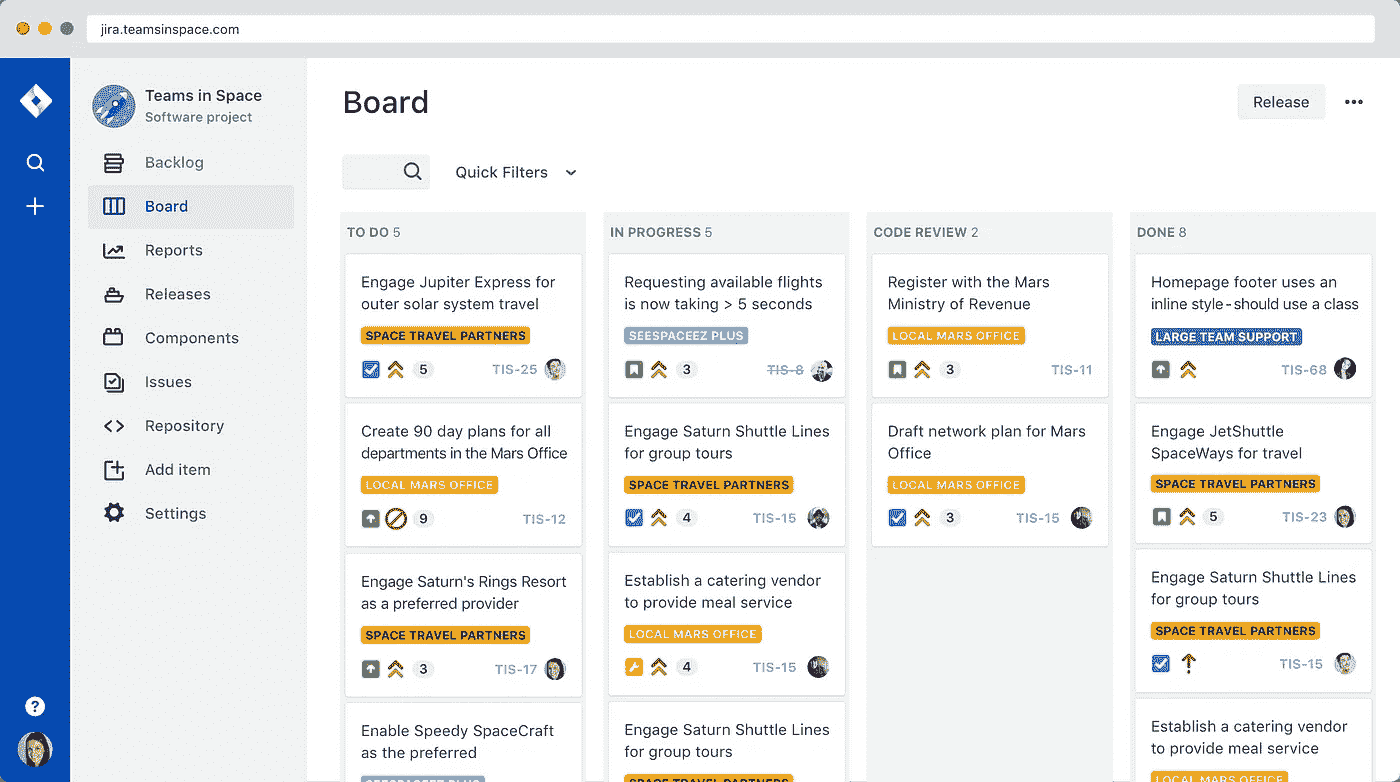 jira.teamsinspace.com
Teams in Space
Software project
Backlog
Board
Reports
Releases
Components
Issues
Repository
Add item
Settings
?
Board
Release
Quick Filters
TO DO 5
Engage Jupiter Express for
outer solar system travel
SPACE TRAVEL PARTNERS
5 TIS-25
Create 90 day plans for all
departments in the Mars Office
LOCAL MARS OFFICE
9 TIS-12
Engage Saturn's Rings Resort
as a preferred provider
SPACE TRAVEL PARTNERS
3 TIS-17
Enable Speedy SpaceCraft
as the preferred
SEESPACEEZ PLUS
IN PROGRESS 5
Requesting available flights
is now taking > 5 seconds
SEESPACEEZ PLUS
3 TIS-8
Engage Saturn Shuttle Lines
for group tours
SPACE TRAVEL PARTNERS
4 TIS-15
Establish a catering vendor
to provide meal service
LOCAL MARS OFFICE
4 TIS-15
Engage Saturn Shuttle Lines
for group tours
SPACE TRAVEL PARTNERS
CODE REVIEW 2
Register with the Mars
Ministry of Revenue
LOCAL MARS OFFICE
3 TIS-11
Draft network plan for Mars
Office
LOCAL MARS OFFICE
3 TIS-15
DONE 8
Homepage footer uses an
inline style-should use a class
LARGE TEAM SUPPORT
TIS-68
Engage JetShuttle
SpaceWays for travel
SPACE TRAVEL PARTNERS
5 TIS-23
Engage Saturn Shuttle Lines
for group tours
SPACE TRAVEL PARTNERS
TIS-15
Establish a catering vendor
to provide meal service
LOCAL MARS OFFICE